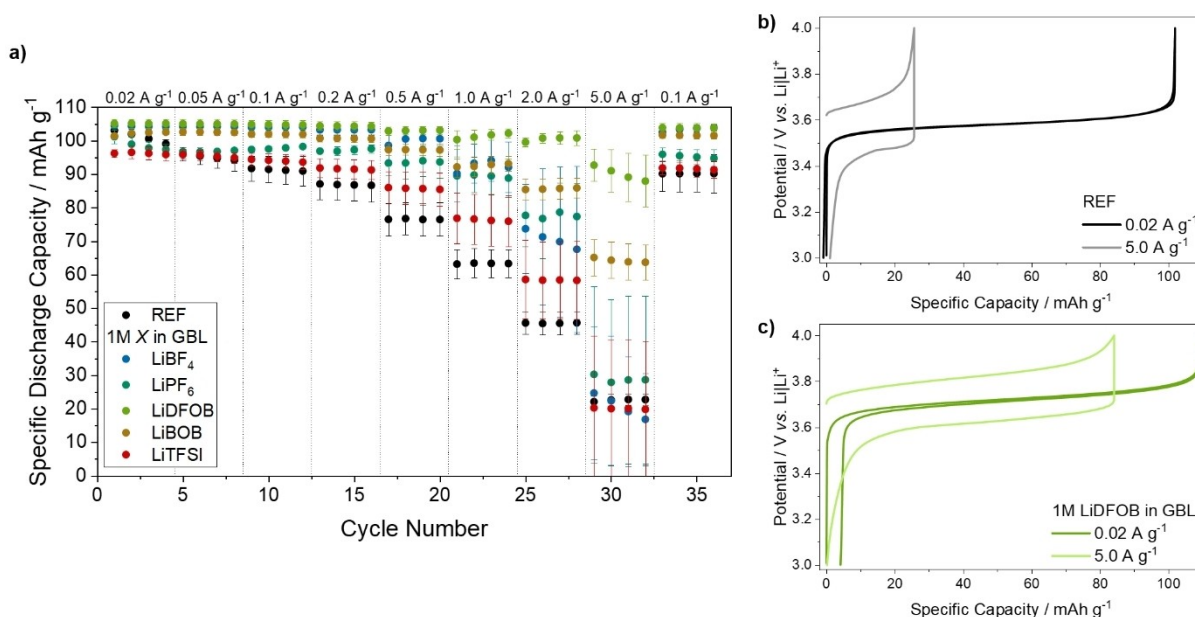 a)
0.02 A g⁻¹ 0.05 A g⁻¹ 0.1 A g⁻¹ 0.2 A g⁻¹ 0.5 A g⁻¹ 1.0 A g⁻¹ 2.0 A g⁻¹ 5.0 A g⁻¹ 0.1 A g⁻¹
110
100
90
80
70
60
50
40
30
20
10
0
Specific Discharge Capacity / mAh g⁻¹
REF
1M X in GBL
LiBF₄
LiPF₆
LiDFOB
LiBOB
LiTFSI
0 5 10 15 20 25 30 35
Cycle Number
b)
4.0
3.8
3.6
3.4
3.2
3.0
Potential / V vs. Li|Li⁺
REF
0.02 A g⁻¹
5.0 A g⁻¹
0 20 40 60 80 100
Specific Capacity / mAh g⁻¹
c)
4.0
3.8
3.6
3.4
3.2
3.0
Potential / V vs. Li|Li⁺
1M LiDFOB in GBL
0.02 A g⁻¹
5.0 A g⁻¹
0 20 40 60 80 100
Specific Capacity / mAh g⁻¹